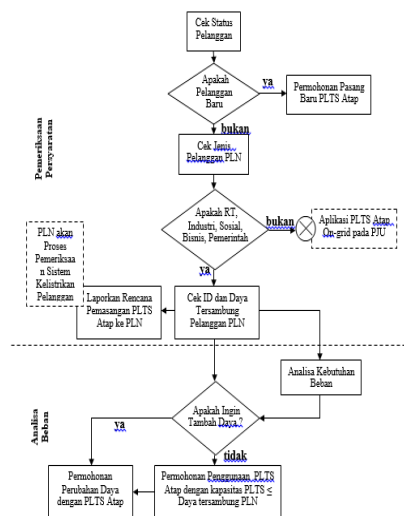 Cek Status
Pelanggan
Apakah
Pelanggan
Baru
ya
Permohonan Pasang
Baru PLTS Atap
bukan
Cek Jenis
Pelanggan PLN
Pemeriksaan
Persyaratan
Apakah RT,
Industri, Sosial,
Bisnis, Pemerintah
bukan
Aplikasi PLTS Atap
On-grid pada PJU
PLN akan
Proses
Pemeriksaa
n Sistem
Kelistrikan
Pelanggan
ya
Laporkan Rencana
Pemasangan PLTS
Atap ke PLN
Cek ID dan Daya
Tersambung
Pelanggan PLN
Analisa Kebutuhan
Beban
Analisa
Beban
Apakah Ingin
Tambah Daya ?
ya
tidak
Permohonan
Perubahan Daya
dengan PLTS Atap
Permohonan Penggunaan PLTS
Atap dengan kapasitas PLTS ≤
Daya tersambung PLN